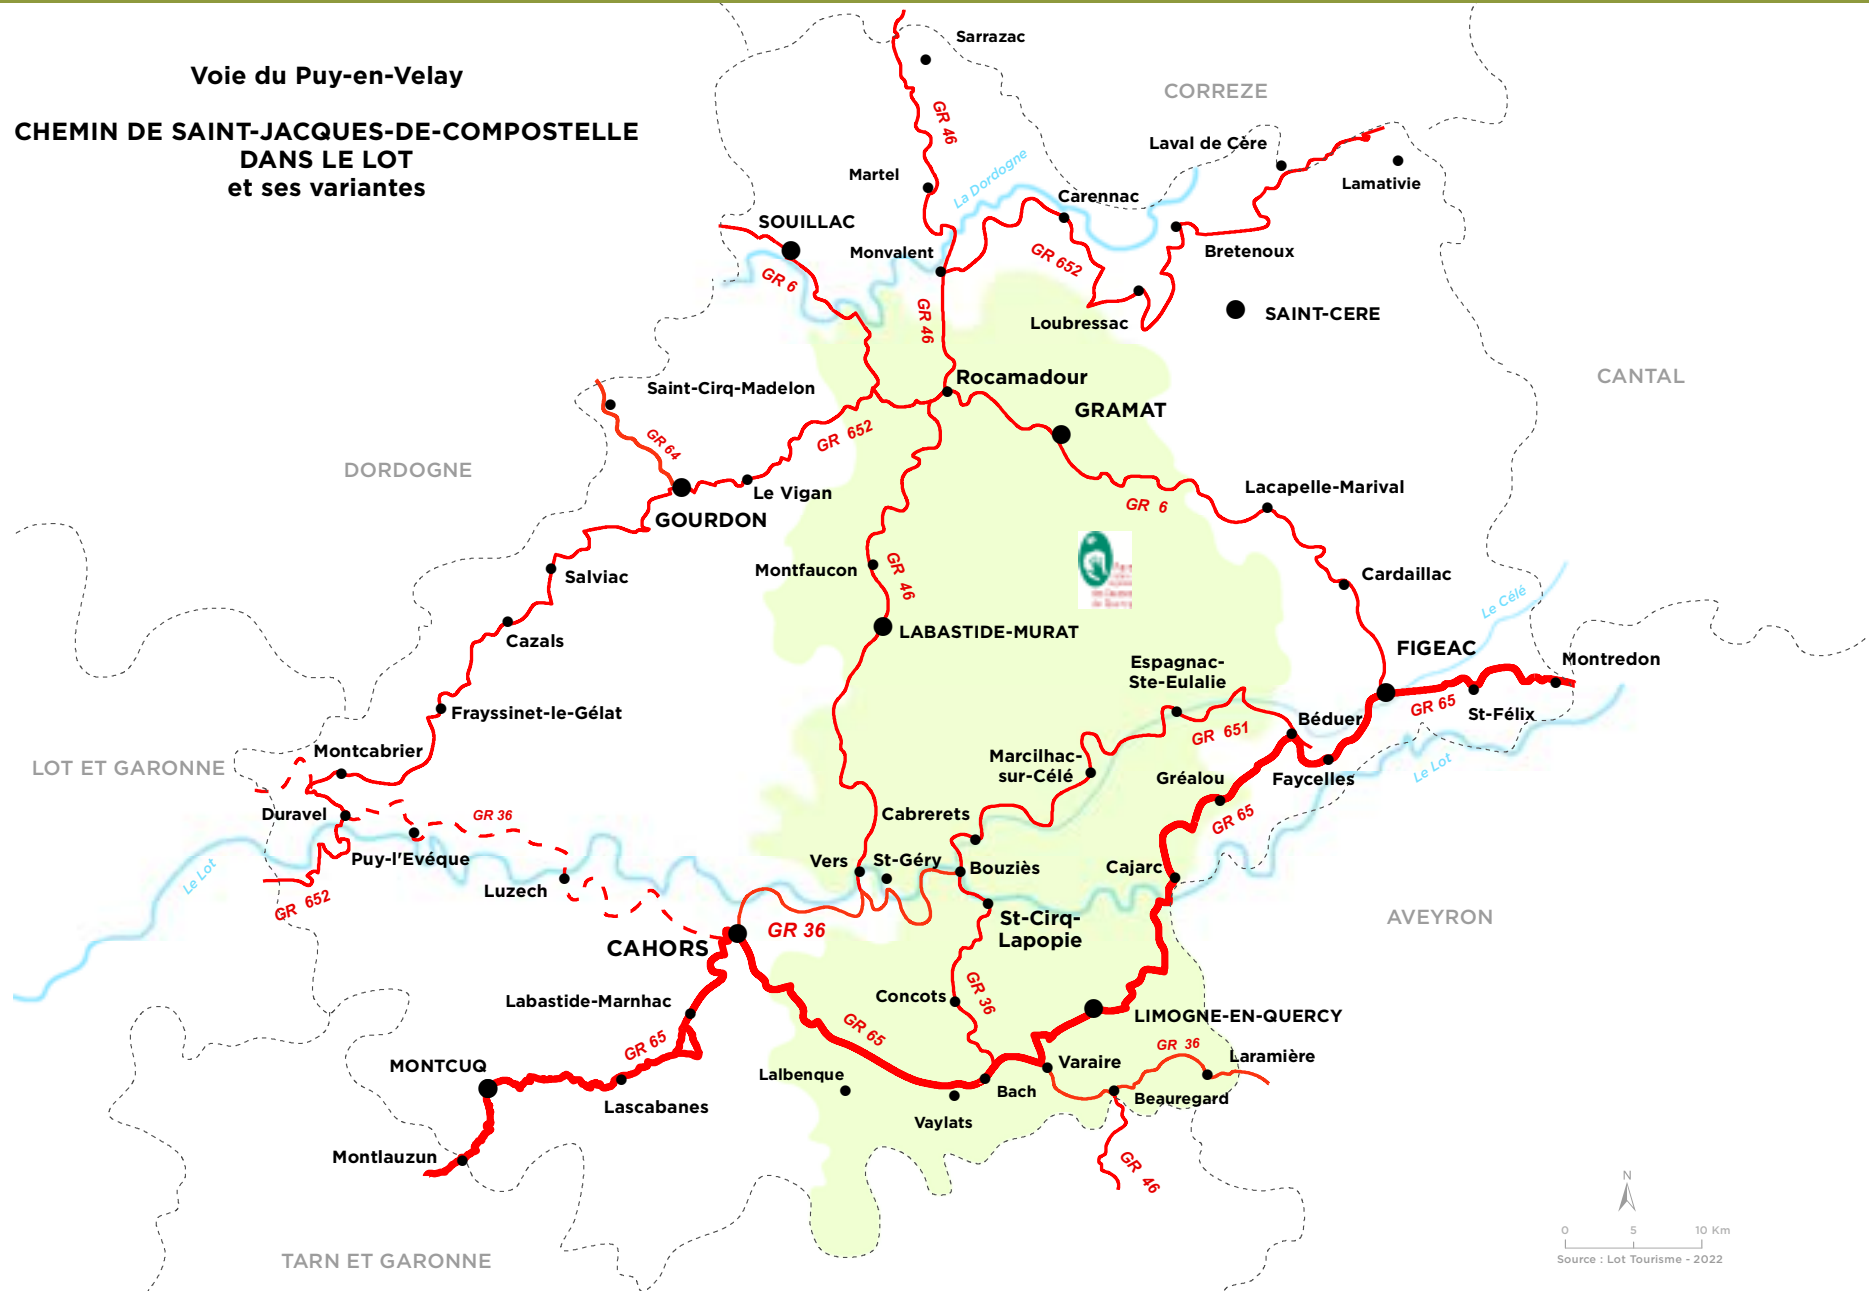 Voie du Puy-en-Velay
CHEMIN DE SAINT-JACQUES-DE-COMPOSTELLE
DANS LE LOT
et ses variantes
Sarrazac
CORREZE
GR 46
Laval de Cère
Martel
La Dordogne
Lamativie
Carennac
SOUILLAC
Monvalent
GR 652
Bretenoux
GR 6
GR 46
Loubressac
SAINT-CERE
Rocamadour
CANTAL
Saint-Cirq-Madelon
GRAMAT
GR 64
GR 652
DORDOGNE
Le Vigan
Lacapelle-Marival
GR 6
GOURDON
Montfaucon
GR 46
Salviac
Cardaillac
Le Célé
LABASTIDE-MURAT
Cazals
FIGEAC
Espagnac-
Ste-Eulalie
Montredon
GR 65
St-Félix
Frayssinet-le-Gélat
Béduer
GR 651
Montcabrier
Marcilhac-
sur-Célé
LOT ET GARONNE
Gréalou
Faycelles
Le Lot
Duravel
GR 36
Cabrerets
GR 65
Puy-l'Evéque
Vers
St-Géry
Bouziès
Cajarc
Le Lot
Luzech
GR 652
St-Cirq-
Lapopie
AVEYRON
GR 36
CAHORS
Labastide-Marnhac
Concots
GR 36
LIMOGNE-EN-QUERCY
GR 65
GR 65
GR 36
Laramière
MONTCUQ
Lalbenque
Varaire
Bach
Beauregard
Lascabanes
Vaylats
Montlauzun
GR 46
N
0 5 10 Km
Source : Lot Tourisme - 2022
TARN ET GARONNE